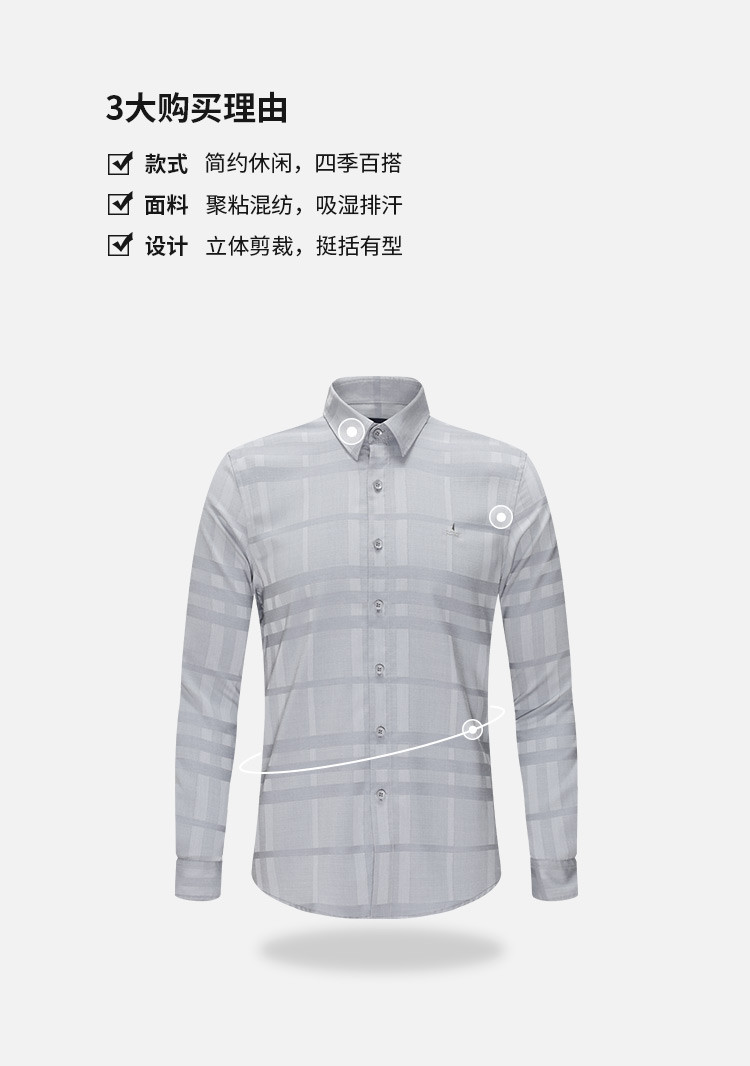 3大购买理由
款式 简约休闲，四季百搭
面料 聚粘混纺，吸湿排汗
设计 立体剪裁，挺括有型